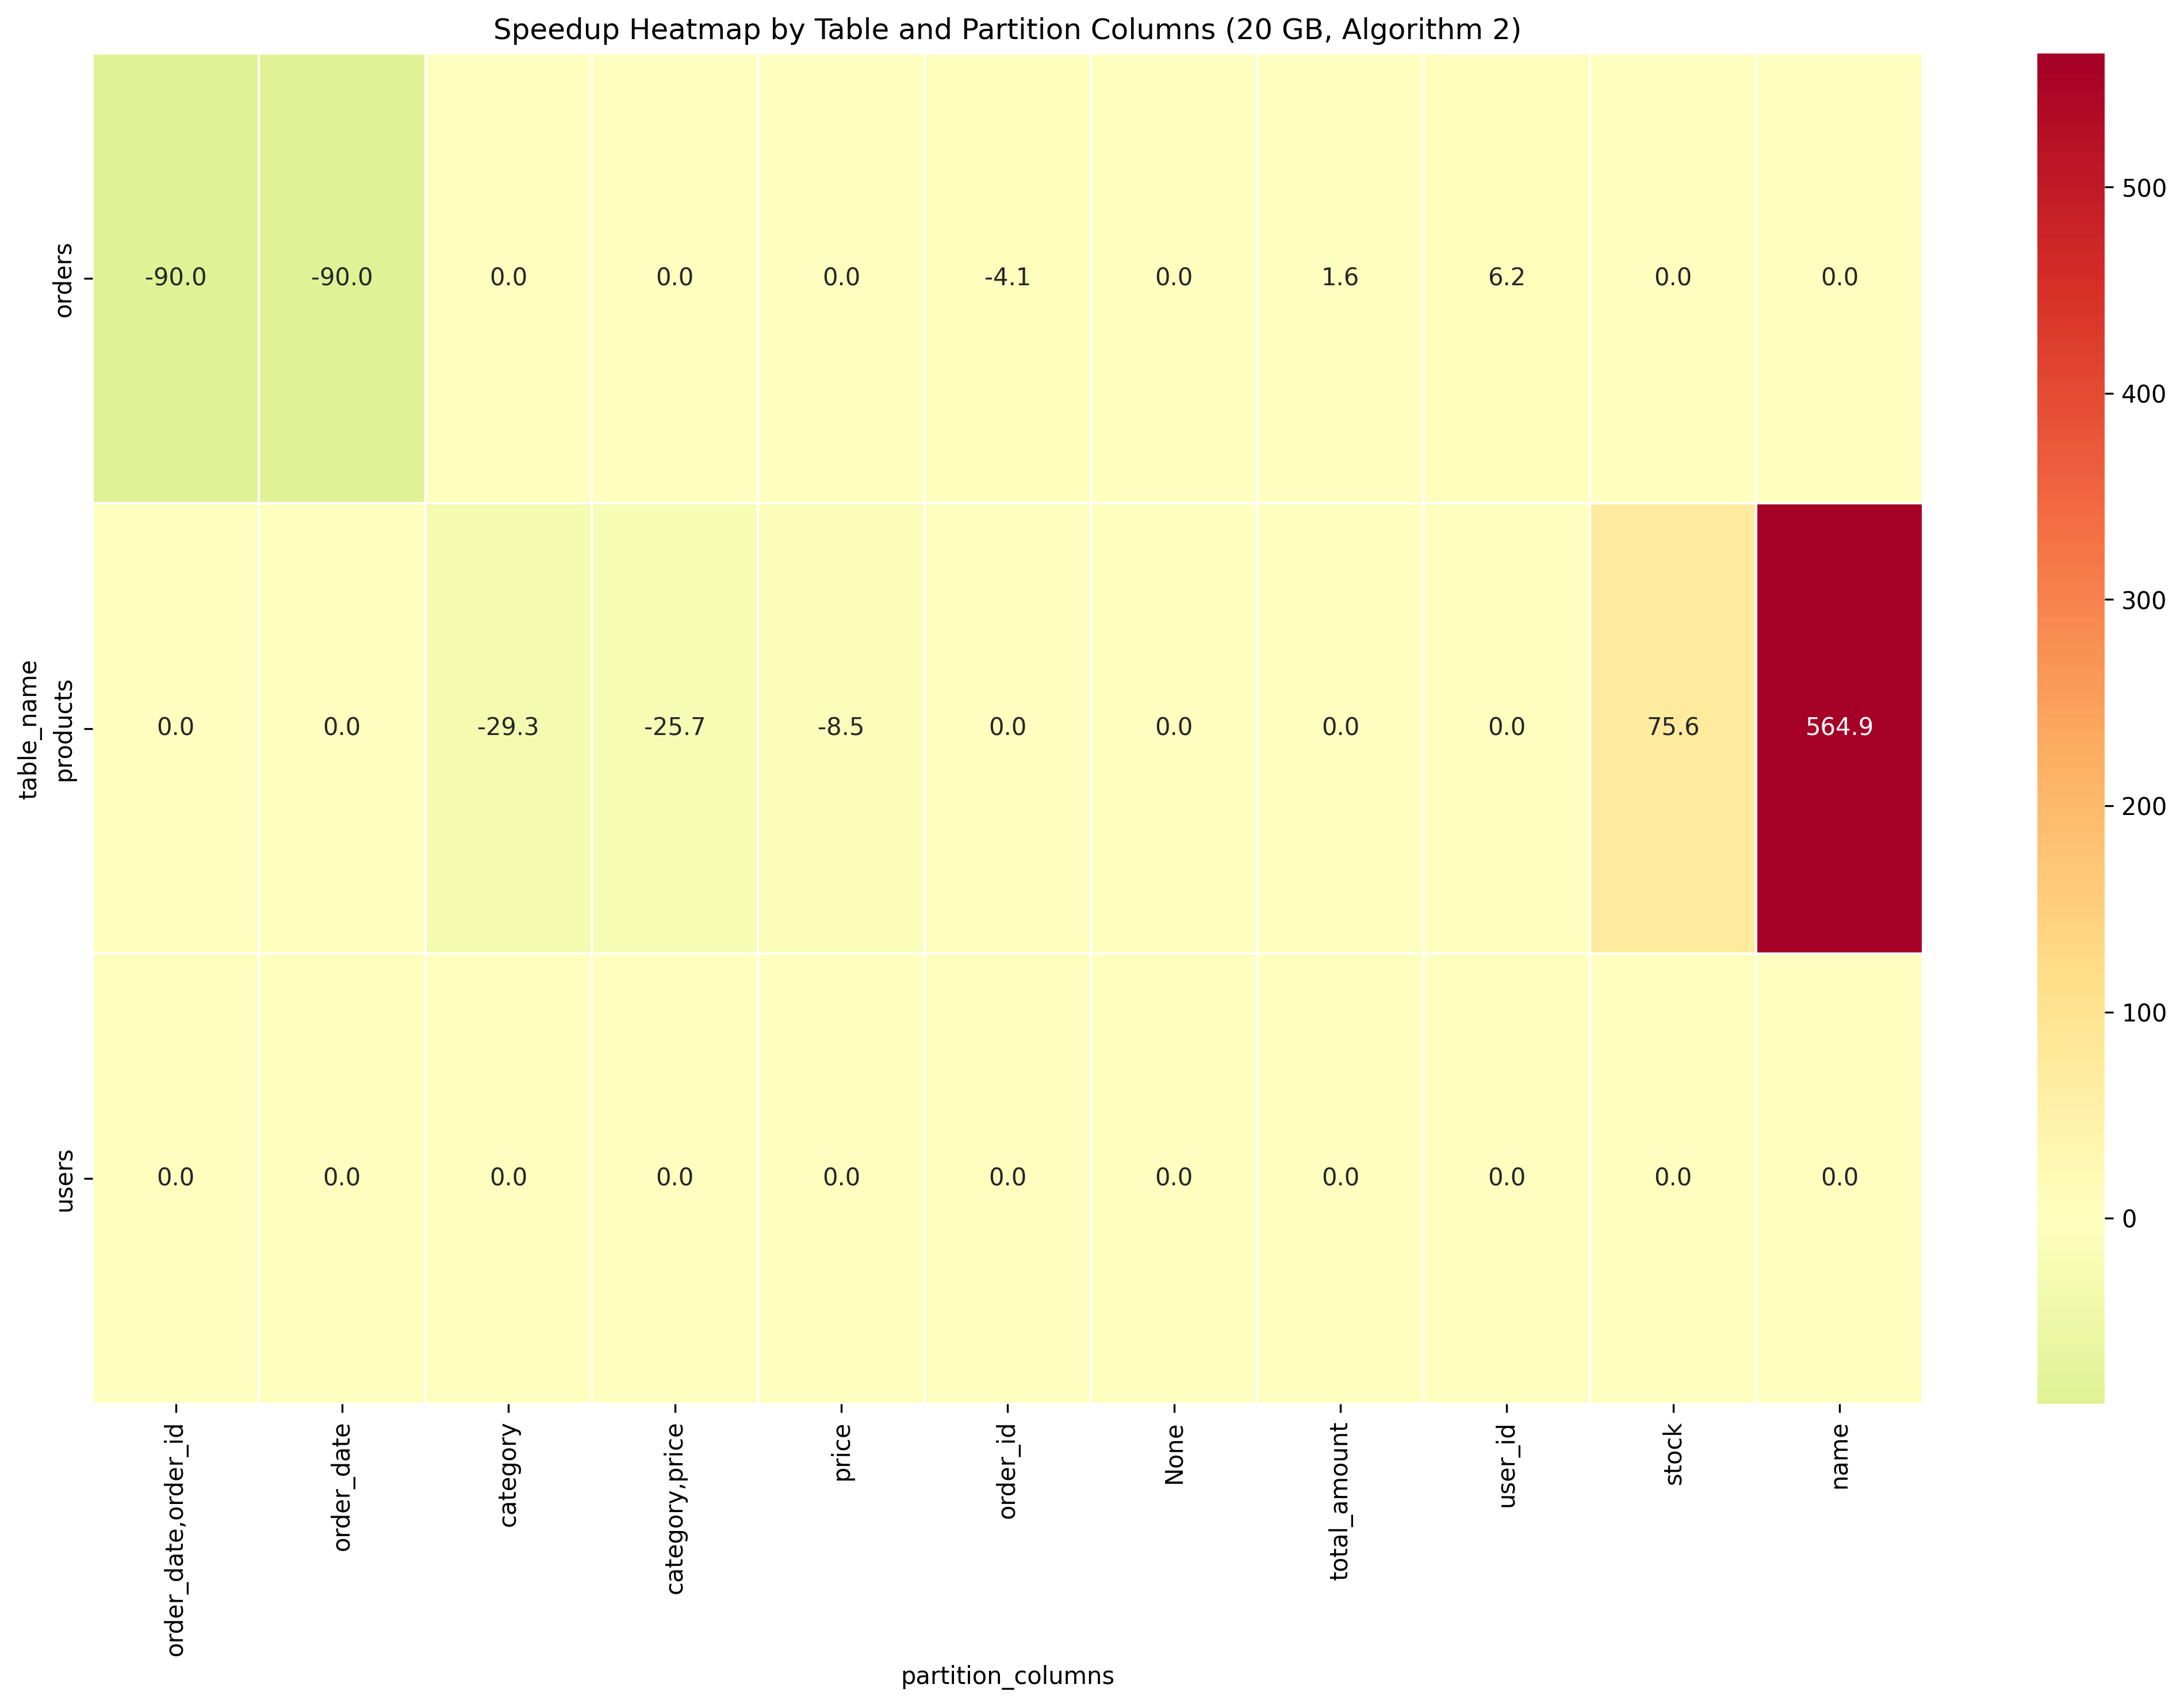 Speedup Heatmap by Table and Partition Columns (20 GB, Algorithm 2)
table_name
orders
-90.0 -90.0 0.0 0.0 0.0 -4.1 0.0 1.6 6.2 0.0 0.0
products
0.0 0.0 -29.3 -25.7 -8.5 0.0 0.0 0.0 0.0 75.6 564.9
users
0.0 0.0 0.0 0.0 0.0 0.0 0.0 0.0 0.0 0.0 0.0
order_date,order_id
order_date
category
category,price
price
order_id
None
total_amount
user_id
stock
name
partition_columns
500
400
300
200
100
0